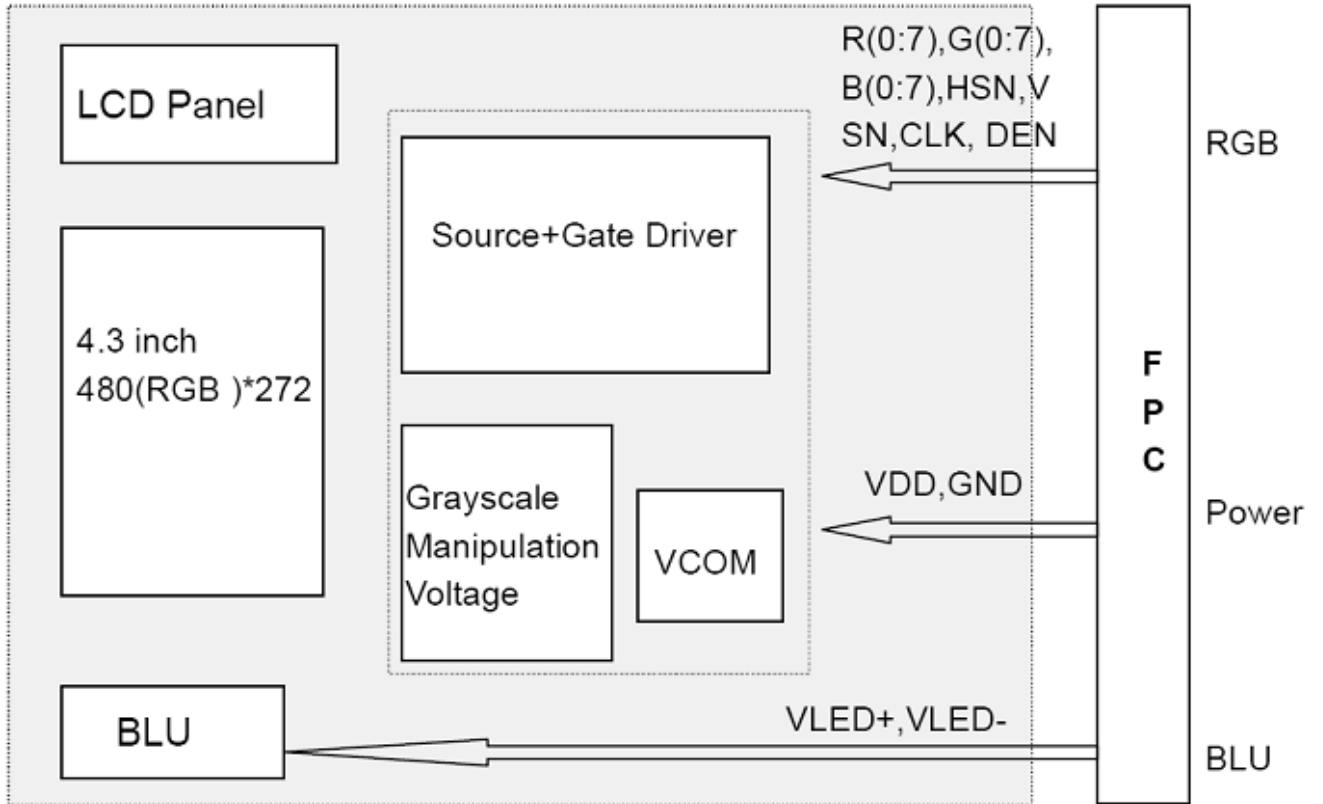 LCD Panel
4.3 inch
480(RGB )*272
BLU
Source+Gate Driver
Grayscale
Manipulation
Voltage
VCOM
R(0:7),G(0:7),
B(0:7),HSN,V
SN,CLK, DEN
VDD,GND
VLED+,VLED-
F
P
C
RGB
Power
BLU